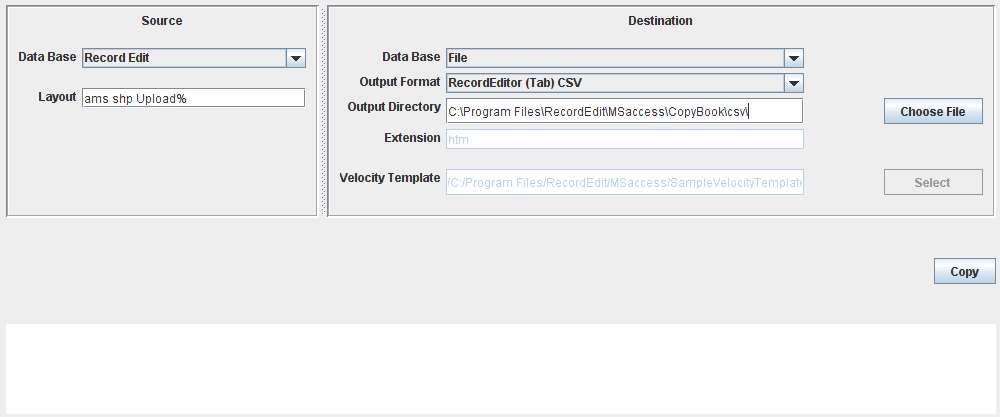 Source
Data Base Record Edit
Layout ams shp Upload%
Destination
Data Base File
Output Format RecordEditor (Tab) CSV
Output Directory C:\Program Files\RecordEdit\MSaccess\CopyBook\csv\ Choose File
Extension htm
Velocity Template /C:/Program Files/RecordEdit/MSaccess/SampleVelocityTemplate Select
Copy